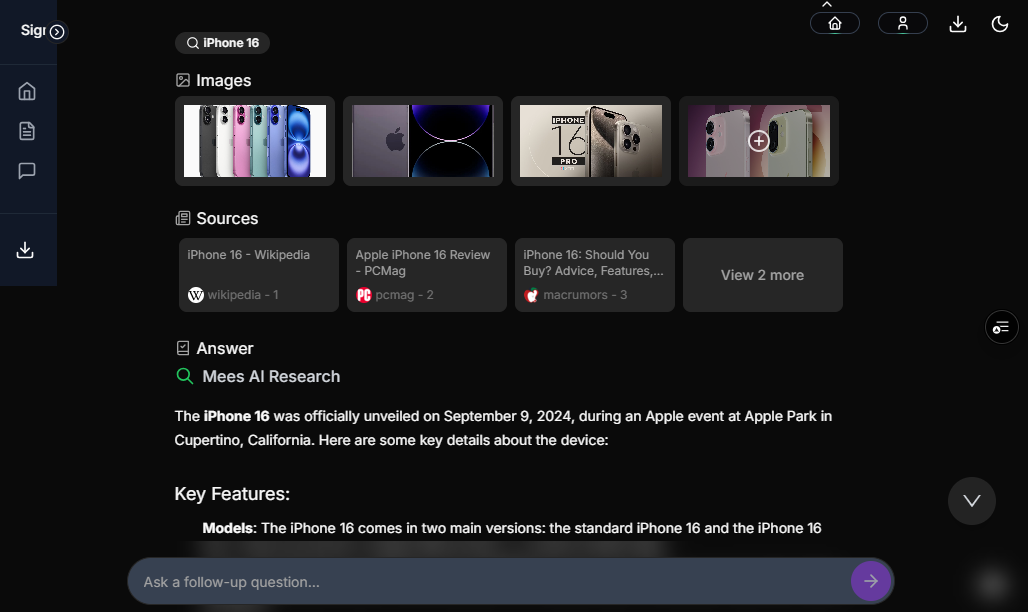 Sign
iPhone 16
Images
IPHONE
16
PRO
Sources
iPhone 16 - Wikipedia
W wikipedia - 1
Apple iPhone 16 Review
- PCMag
PC pcmag - 2
iPhone 16: Should You
Buy? Advice, Features,...
macrumors - 3
View 2 more
Answer
Mees AI Research
The iPhone 16 was officially unveiled on September 9, 2024, during an Apple event at Apple Park in
Cupertino, California. Here are some key details about the device:
Key Features:
Models: The iPhone 16 comes in two main versions: the standard iPhone 16 and the iPhone 16
Ask a follow-up question...